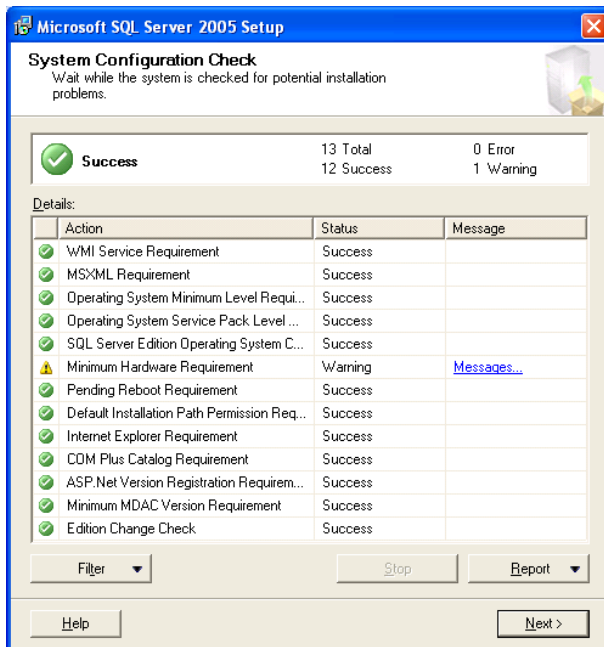 Microsoft SQL Server 2005 Setup
System Configuration Check
Wait while the system is checked for potential installation
problems.
Success
13 Total
0 Error
12 Success
1 Warning
Details:
Action Status Message
WMI Service Requirement Success
MSXML Requirement Success
Operating System Minimum Level Requi... Success
Operating System Service Pack Level ... Success
SQL Server Edition Operating System C... Success
Minimum Hardware Requirement Warning Messages...
Pending Reboot Requirement Success
Default Installation Path Permission Req... Success
Internet Explorer Requirement Success
COM Plus Catalog Requirement Success
ASP.Net Version Registration Requirem... Success
Minimum MDAC Version Requirement Success
Edition Change Check Success
Filter Stop Report
Help Next >